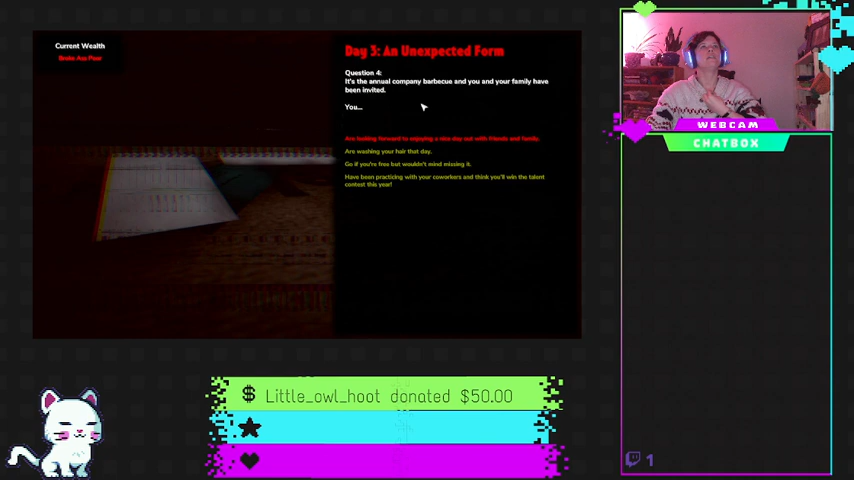 Current Wealth
Broke Ass Poor
Day 3: An Unexpected Form
Question 4:
It's the annual company barbecue and you and your family have
been invited.
You...
Are looking forward to enjoying a nice day out with friends and family.
Are washing your hair that day.
Go if you're free but wouldn't mind missing it.
Have been practicing with your coworkers and think you'll win the talent
contest this year!
WEBCAM
CHATBOX
$ Little_owl_hoot donated $50.00
1